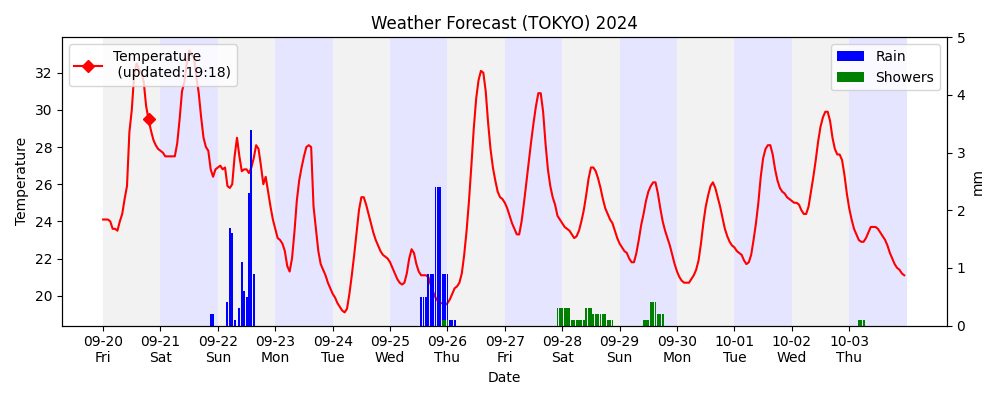 Weather Forecast (TOKYO) 2024
Temperature
(updated:19:18)
Rain
Showers
Temperature
32
30
28
26
24
22
20
5
4
3
2
1
0
mm
09-20 09-21 09-22 09-23 09-24 09-25 09-26 09-27 09-28 09-29 09-30 10-01 10-02 10-03
Fri Sat Sun Mon Tue Wed Thu Fri Sat Sun Mon Tue Wed Thu
Date